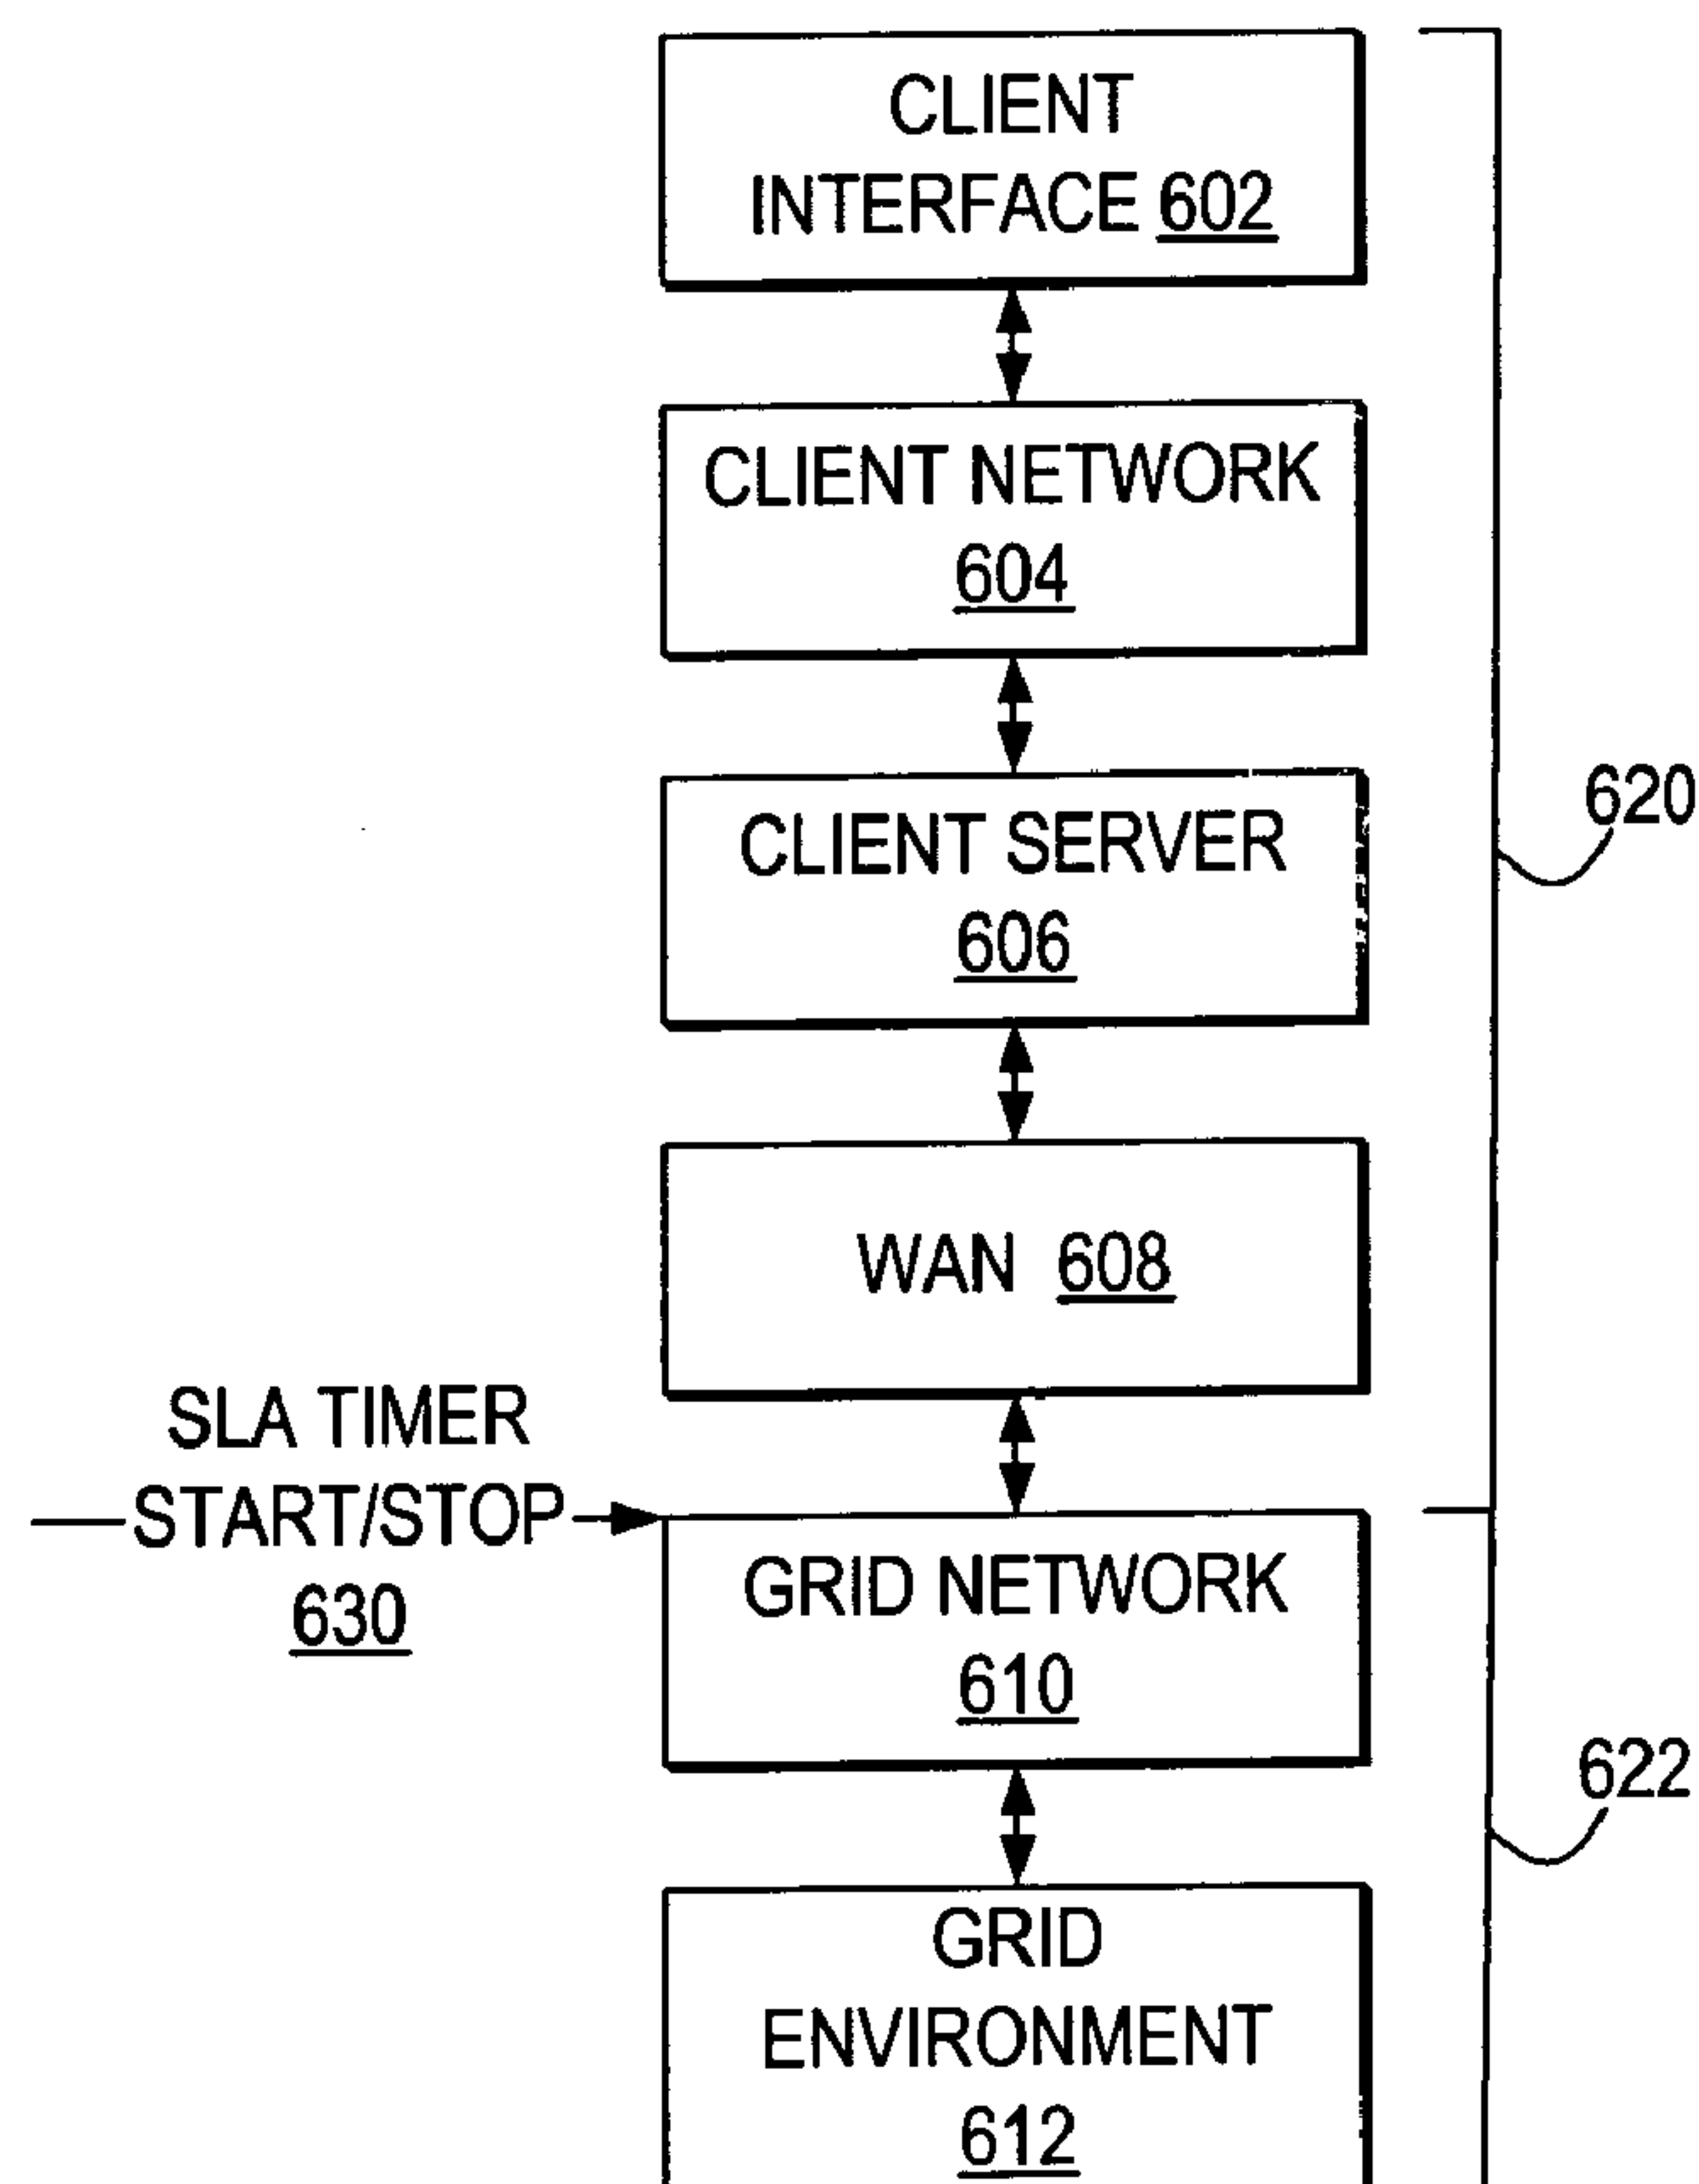 CLIENT
INTERFACE 602
CLIENT NETWORK
604
CLIENT SERVER
606
620
WAN 608
SLA TIMER
START/STOP
630
GRID NETWORK
610
622
GRID
ENVIRONMENT
612